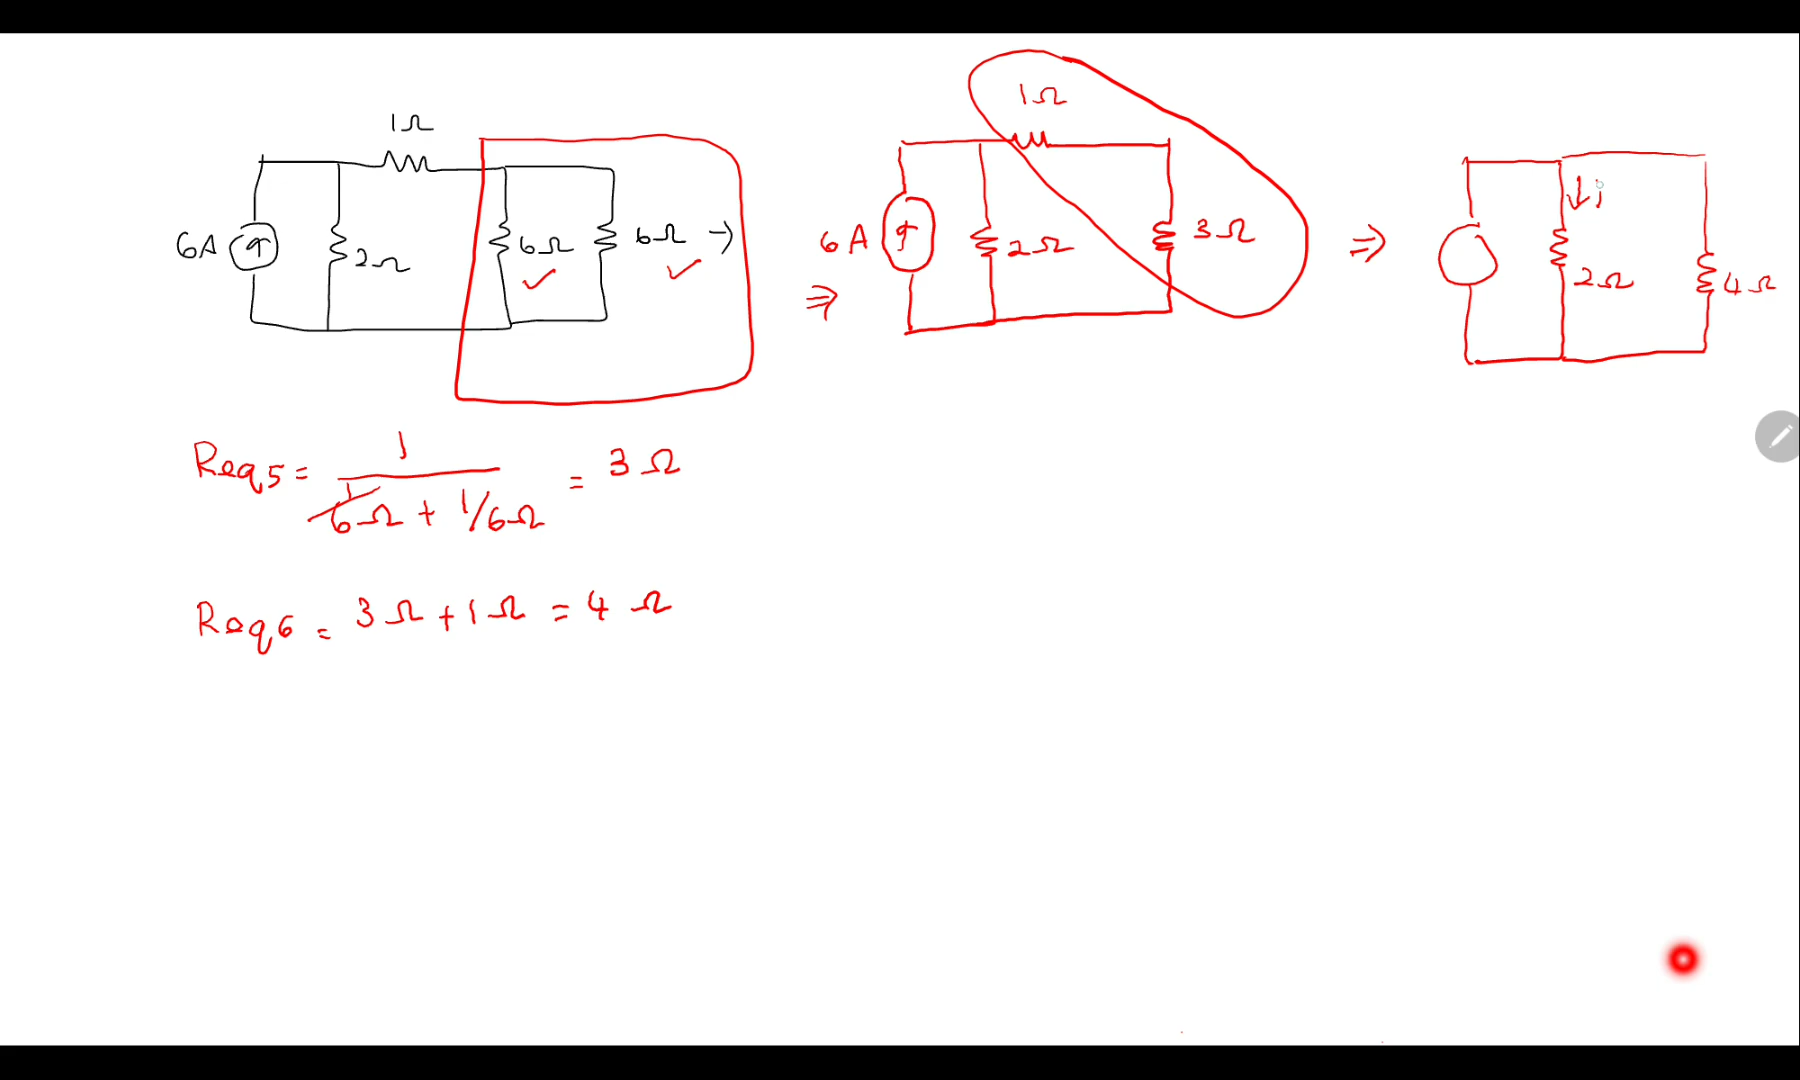 1Ω
6A
2Ω
6Ω
6Ω
1Ω
6A
2Ω
3Ω
i
2Ω
4Ω
Req5 = 1 / 1/6Ω + 1/6Ω = 3Ω
Req6 = 3Ω + 1Ω = 4Ω